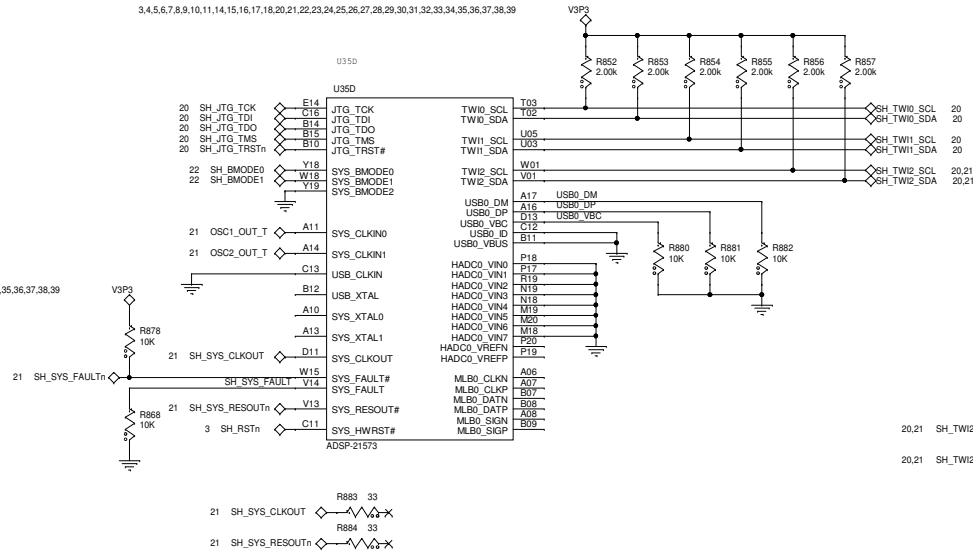 3,4,5,6,7,8,9,10,11,14,15,16,17,18,20,21,22,23,24,25,26,27,28,29,30,31,32,33,34,35,36,37,38,39
V3P3
U35D
U35D
R852 2.00k
R853 2.00k
R854 2.00k
R855 2.00k
R856 2.00k
R857 2.00k
20 SH_JTG_TCK E14 JTG_TCK
20 SH_JTG_TDI C16 JTG_TDI
20 SH_JTG_TDO B14 JTG_TDO
20 SH_JTG_TMS B15 JTG_TMS
20 SH_JTG_TRSTn B10 JTG_TRST#
22 SH_BMODE0 Y18 SYS_BMODE0
22 SH_BMODE1 W18 SYS_BMODE1
Y19 SYS_BMODE2
21 OSC1_OUT_T A11 SYS_CLKIN0
21 OSC2_OUT_T A14 SYS_CLKIN1
C13 USB_CLKIN
B12 USB_XTAL
A10 SYS_XTAL0
A13 SYS_XTAL1
21 SH_SYS_CLKOUT D11 SYS_CLKOUT
W15 SYS_FAULT#
SH_SYS_FAULT V14 SYS_FAULT
21 SH_SYS_RESOUTn V13 SYS_RESOUT#
3 SH_RSTn C11 SYS_HWRST#
ADSP-21573
TWI0_SCL T03 SH_TWI0_SCL 20
TWI0_SDA T02 SH_TWI0_SDA 20
TWI1_SCL U05 SH_TWI1_SCL 20
TWI1_SDA U03 SH_TWI1_SDA 20
TWI2_SCL W01 SH_TWI2_SCL 20,21
TWI2_SDA V01 SH_TWI2_SDA 20,21
USB0_DM A17 USB0_DM
USB0_DP A16 USB0_DP
USB0_VBC D13 USB0_VBC
USB0_ID C12
USB0_VBUS B11
R880 10K
R881 10K
R882 10K
HADC0_VIN0 P18
HADC0_VIN1 P17
HADC0_VIN2 R19
HADC0_VIN3 N19
HADC0_VIN4 N18
HADC0_VIN5 M19
HADC0_VIN6 M20
HADC0_VIN7 M18
HADC0_VREFN P20
HADC0_VREFP P19
MLB0_CLKN A06
MLB0_CLKP A07
MLB0_DATN B07
MLB0_DATP B08
MLB0_SIGN A08
MLB0_SIGP B09
35,36,37,38,39
V3P3
R878 10K
21 SH_SYS_FAULTn
R868 10K
20,21 SH_TWI2
20,21 SH_TWI2
R883 33
21 SH_SYS_CLKOUT
R884 33
21 SH_SYS_RESOUTn